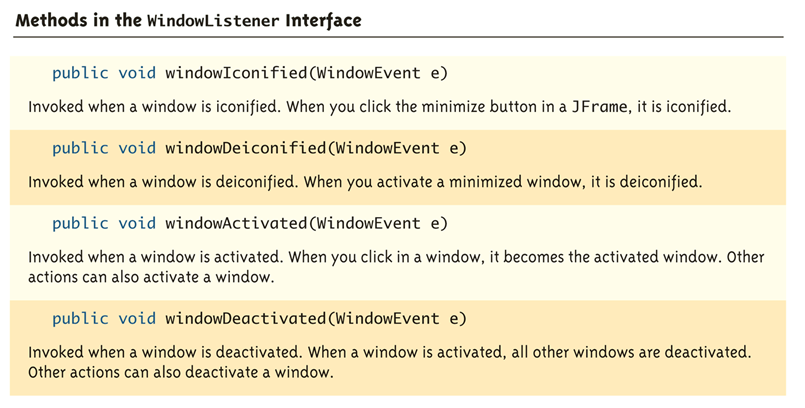 Methods in the WindowListener Interface
public void windowIconified(WindowEvent e)
Invoked when a window is iconified. When you click the minimize button in a JFrame, it is iconified.
public void windowDeiconified(WindowEvent e)
Invoked when a window is deiconified. When you activate a minimized window, it is deiconified.
public void windowActivated(WindowEvent e)
Invoked when a window is activated. When you click in a window, it becomes the activated window. Other
actions can also activate a window.
public void windowDeactivated(WindowEvent e)
Invoked when a window is deactivated. When a window is activated, all other windows are deactivated.
Other actions can also deactivate a window.